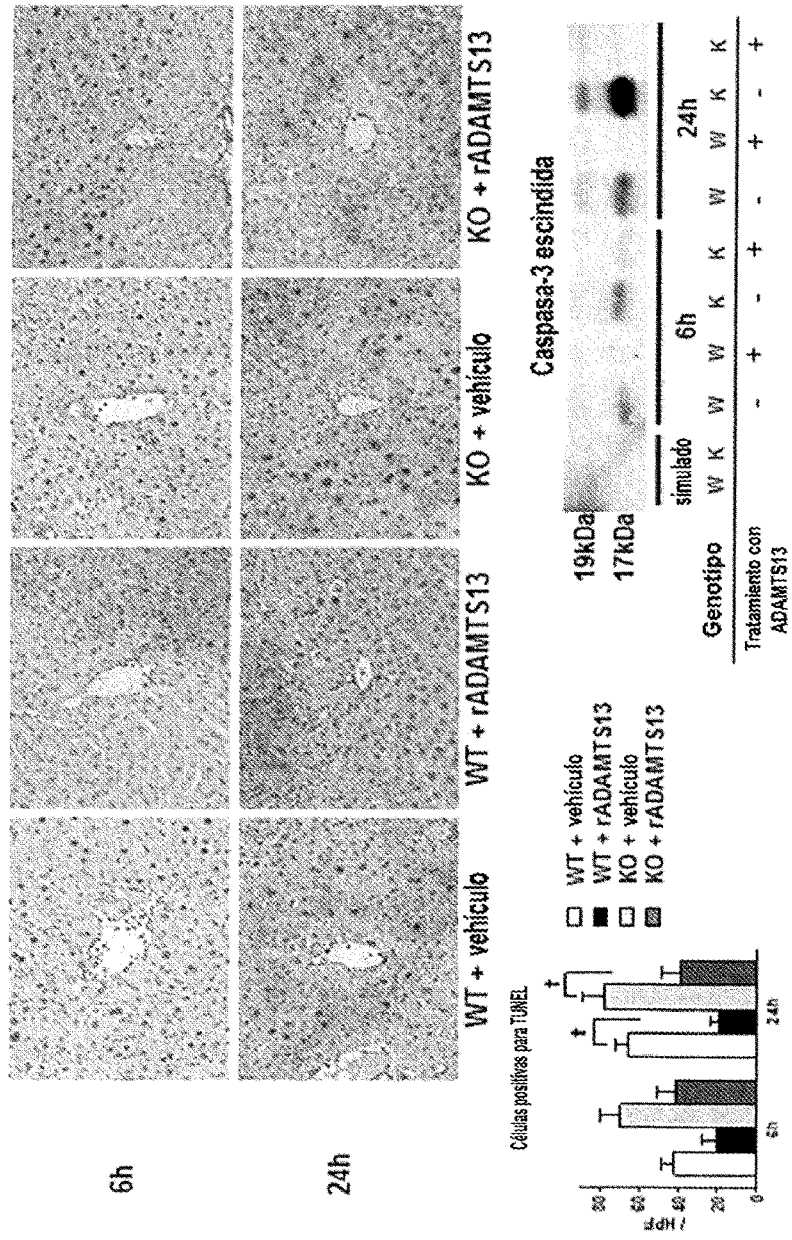 6h
24h
WT + vehículo
WT + rADAMTS13
KO + vehículo
KO + rADAMTS13
Células positivas para TUNEL
/ HPF
80
60
40
20
0
6h
24h
†
†
WT + vehículo
WT + rADAMTS13
KO + vehículo
KO + rADAMTS13
Caspasa-3 escindida
19kDa
17kDa
simulado
6h
24h
Genotipo W K W W K K W W K K
Tratamiento con
ADAMTS13
- + - + - + - +